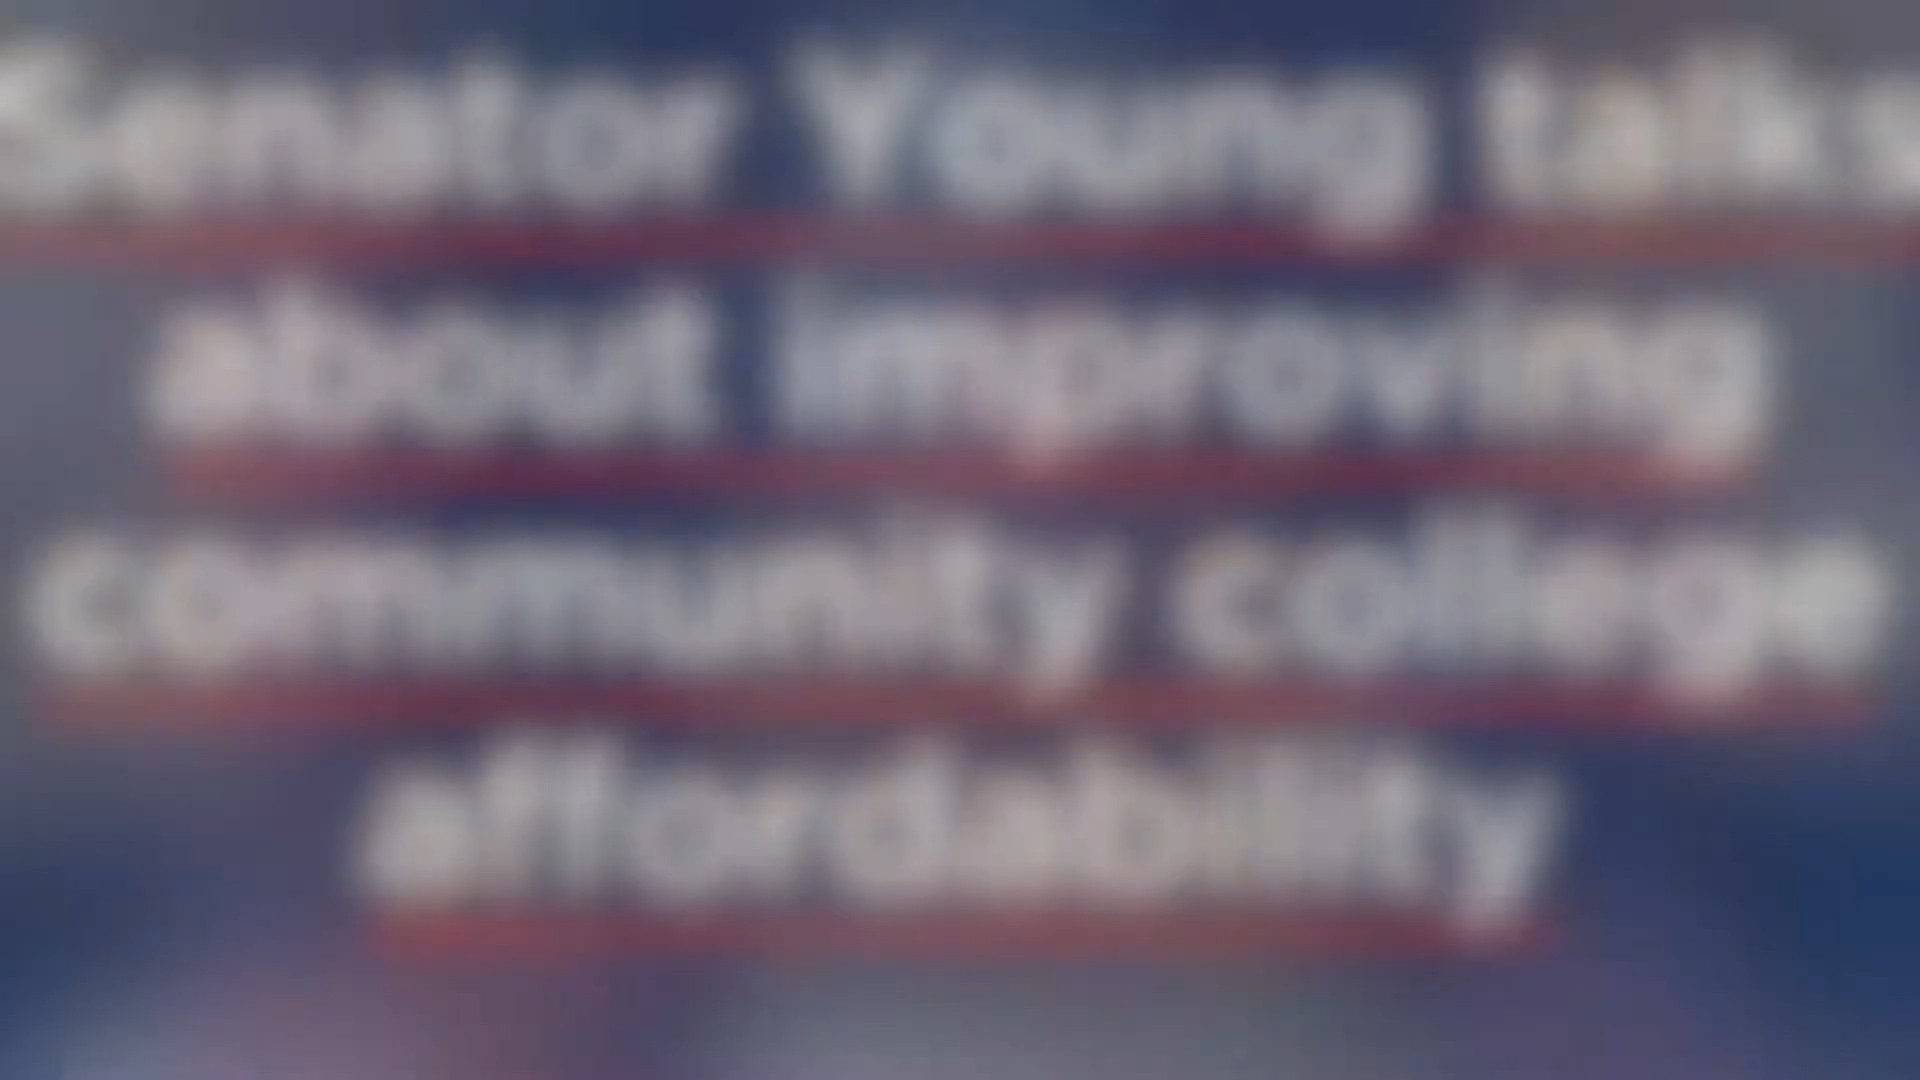 Senator Young talks
about improving
community college
affordability